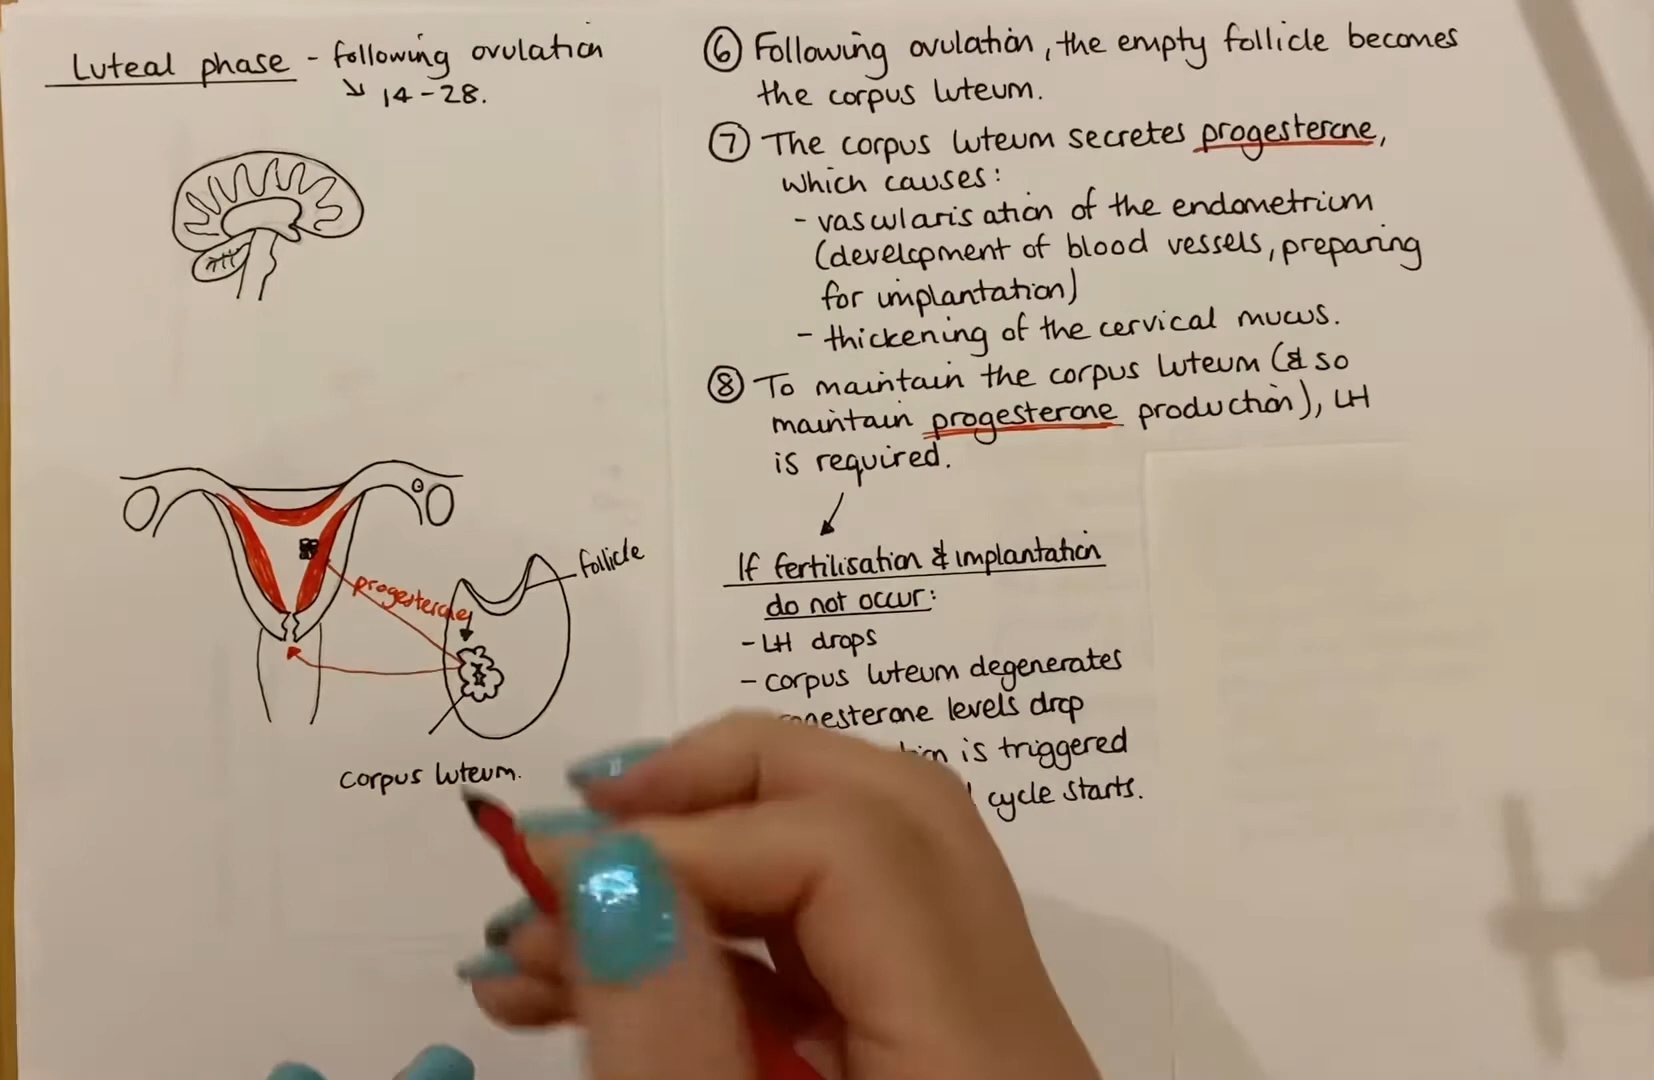 Luteal phase - following ovulation
↘ 14-28.
progesterone
follicle
corpus luteum.
⑥ Following ovulation, the empty follicle becomes
the corpus luteum.
⑦ The corpus luteum secretes progesterone,
which causes:
- vascularisation of the endometrium
(development of blood vessels, preparing
for implantation)
- thickening of the cervical mucus.
⑧ To maintain the corpus luteum (& so
maintain progesterone production), LH
is required.
If fertilisation & implantation
do not occur:
- LH drops
- corpus luteum degenerates
levels drop
is triggered
cycle starts.